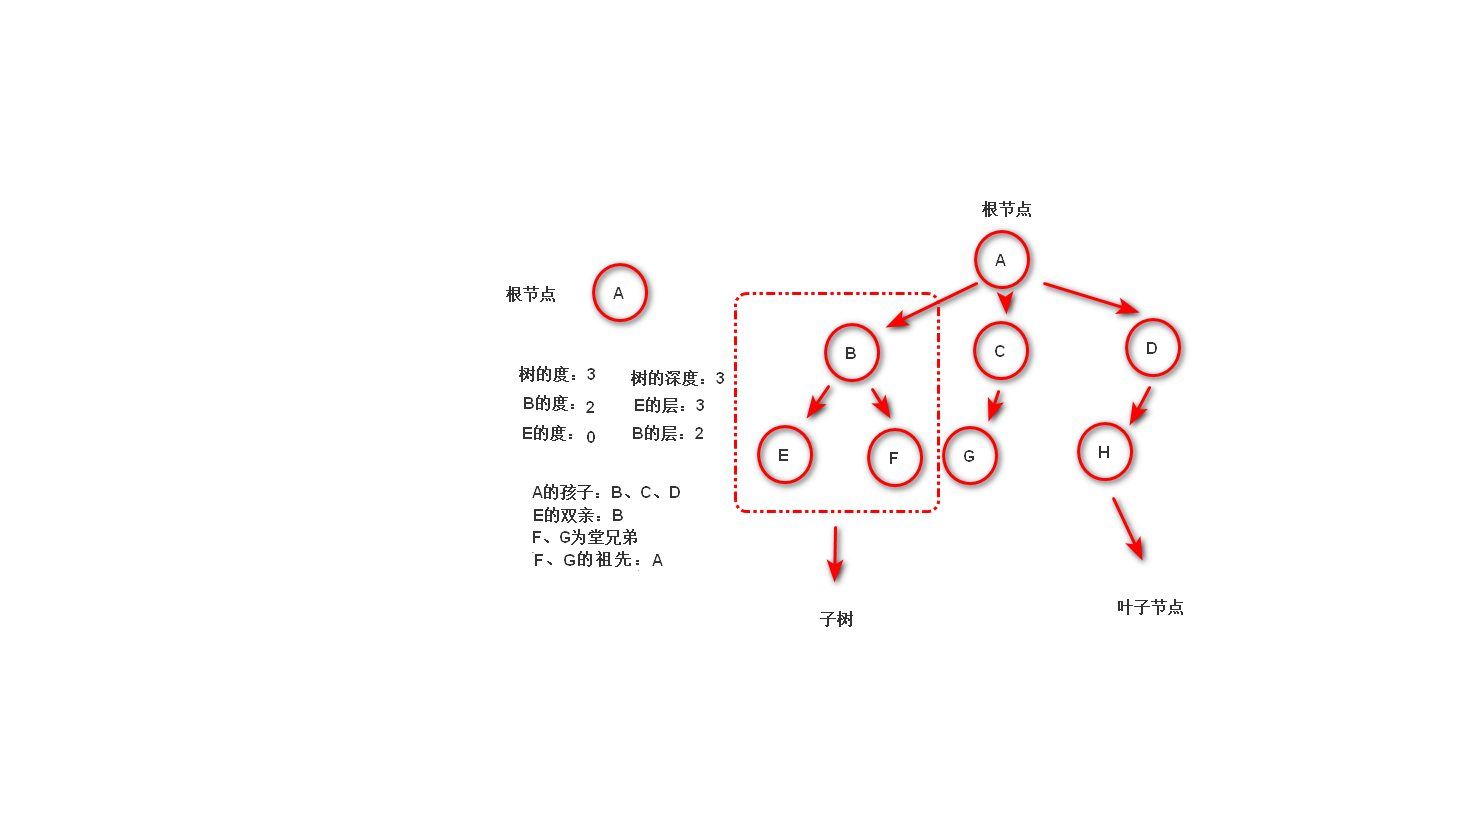 根节点
A
根节点
A
B
C
D
E
F
G
H
树的度：3
树的深度：3
B的度：2
E的层：3
E的度：0
B的层：2
A的孩子：B、C、D
E的双亲：B
F、G为堂兄弟
F、G的祖先：A
子树
叶子节点